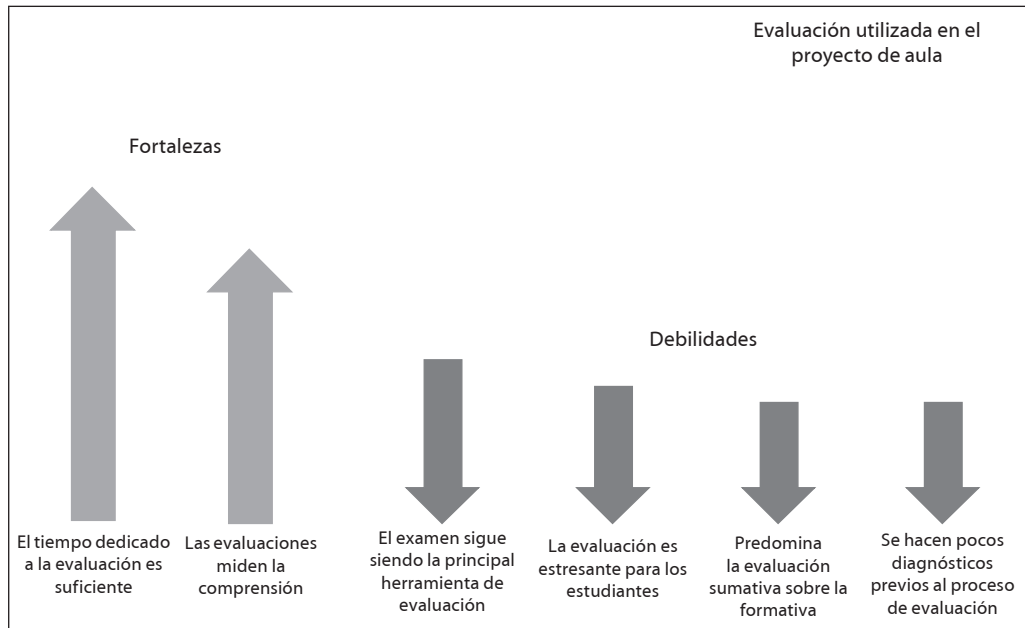 Evaluación utilizada en el
proyecto de aula
Fortalezas
Debilidades
El tiempo dedicado
a la evaluación es
suficiente
Las evaluaciones
miden la
comprensión
El examen sigue
siendo la principal
herramienta de
evaluación
La evaluación es
estresante para los
estudiantes
Predomina
la evaluación
sumativa sobre la
formativa
Se hacen pocos
diagnósticos
previos al proceso
de evaluación